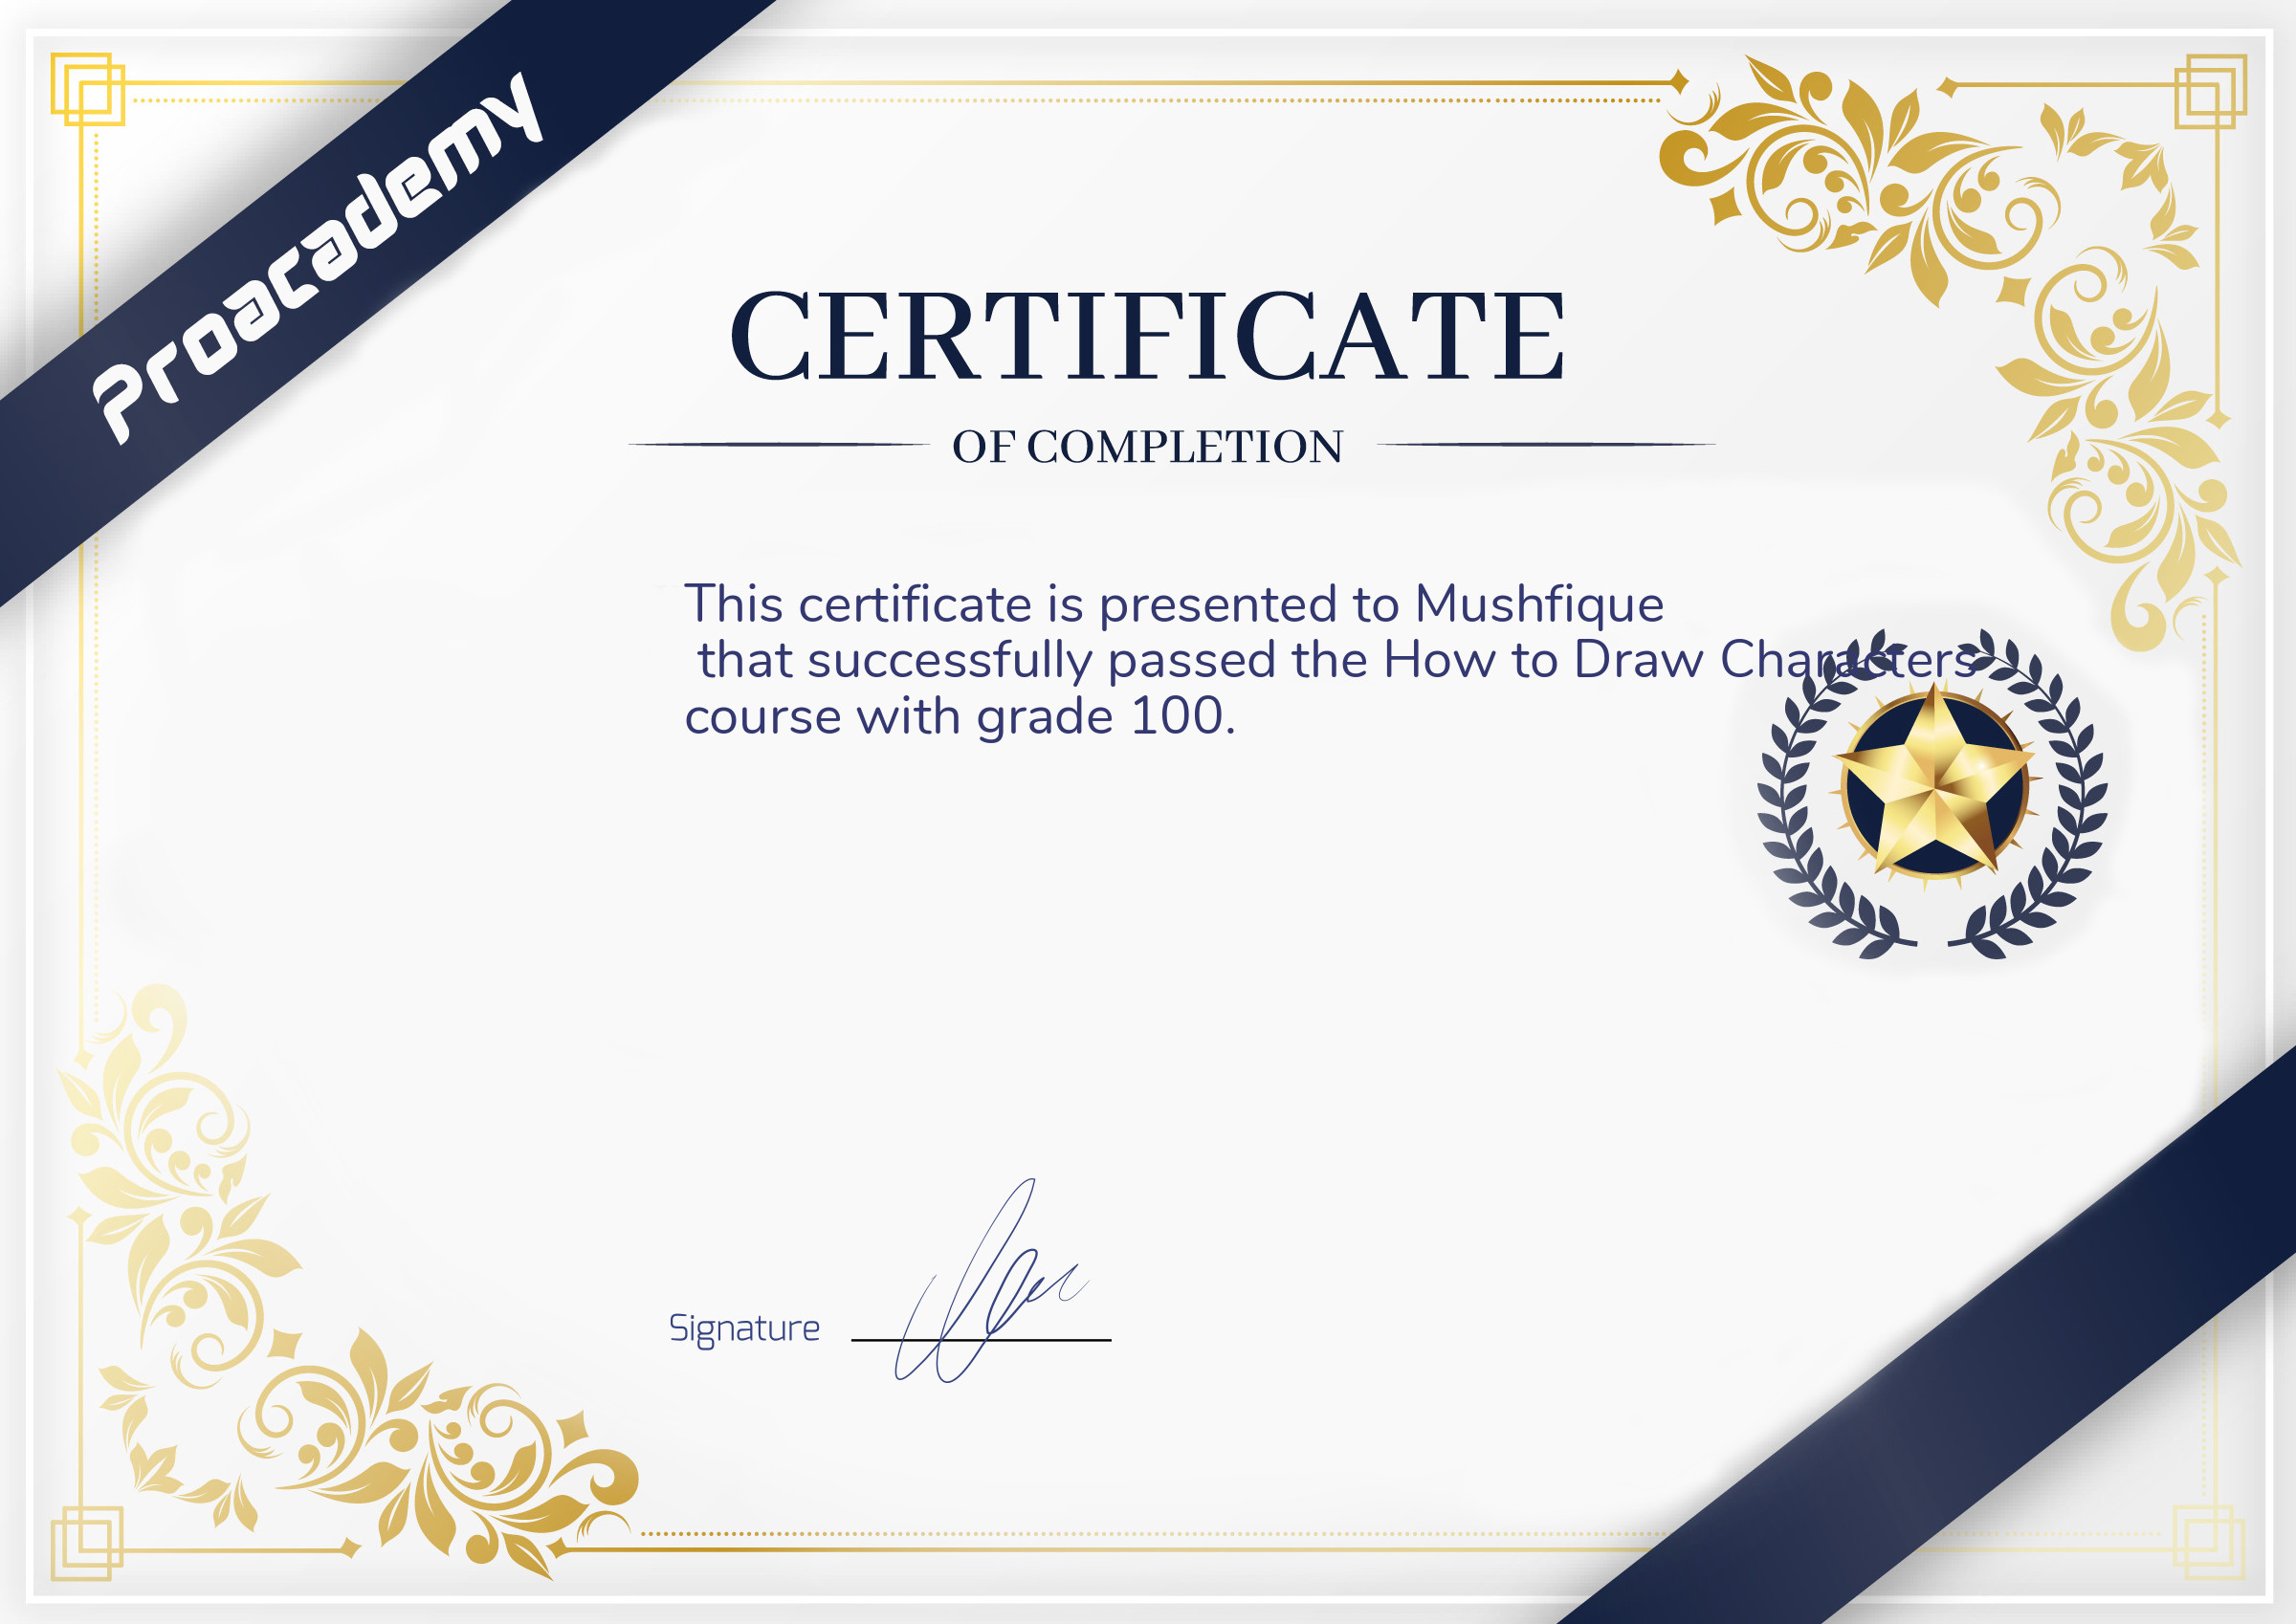 Proacademy
CERTIFICATE
OF COMPLETION
This certificate is presented to Mushfique
that successfully passed the How to Draw Characters
course with grade 100.
Signature